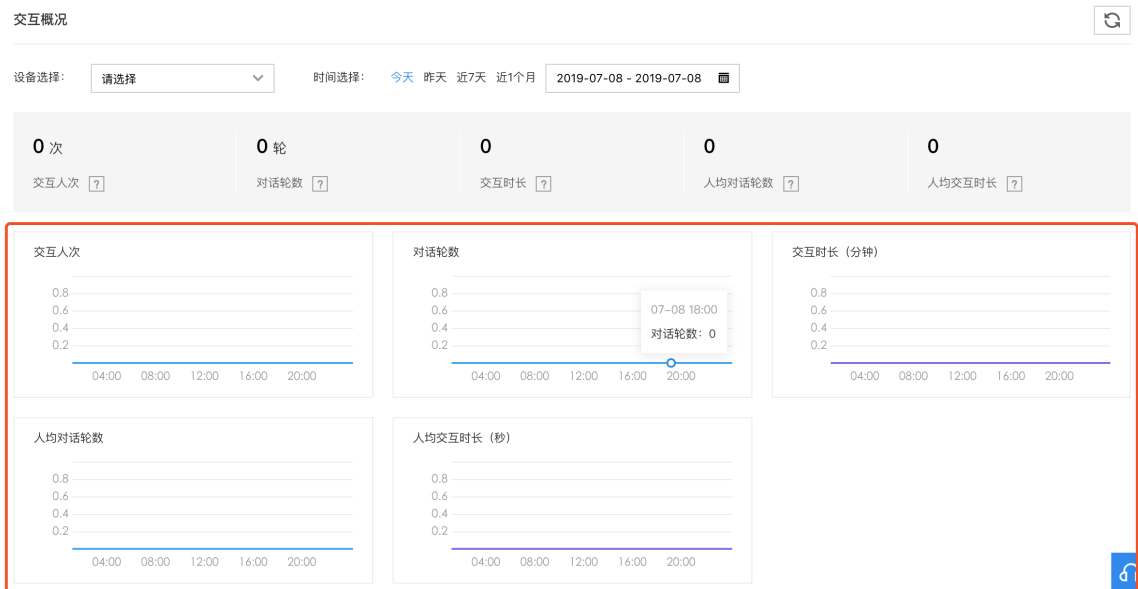 交互概况
设备选择： 请选择 时间选择： 今天 昨天 近7天 近1个月 2019-07-08 - 2019-07-08
0 次 0 轮 0 0 0
交互人次 ? 对话轮数 ? 交互时长 ? 人均对话轮数 ? 人均交互时长 ?
交互人次
0.8
0.6
0.4
0.2
04:00 08:00 12:00 16:00 20:00
对话轮数
0.8
0.6
0.4
0.2
07-08 18:00
对话轮数：0
04:00 08:00 12:00 16:00 20:00
交互时长（分钟）
0.8
0.6
0.4
0.2
04:00 08:00 12:00 16:00 20:00
人均对话轮数
0.8
0.6
0.4
0.2
04:00 08:00 12:00 16:00 20:00
人均交互时长（秒）
0.8
0.6
0.4
0.2
04:00 08:00 12:00 16:00 20:00